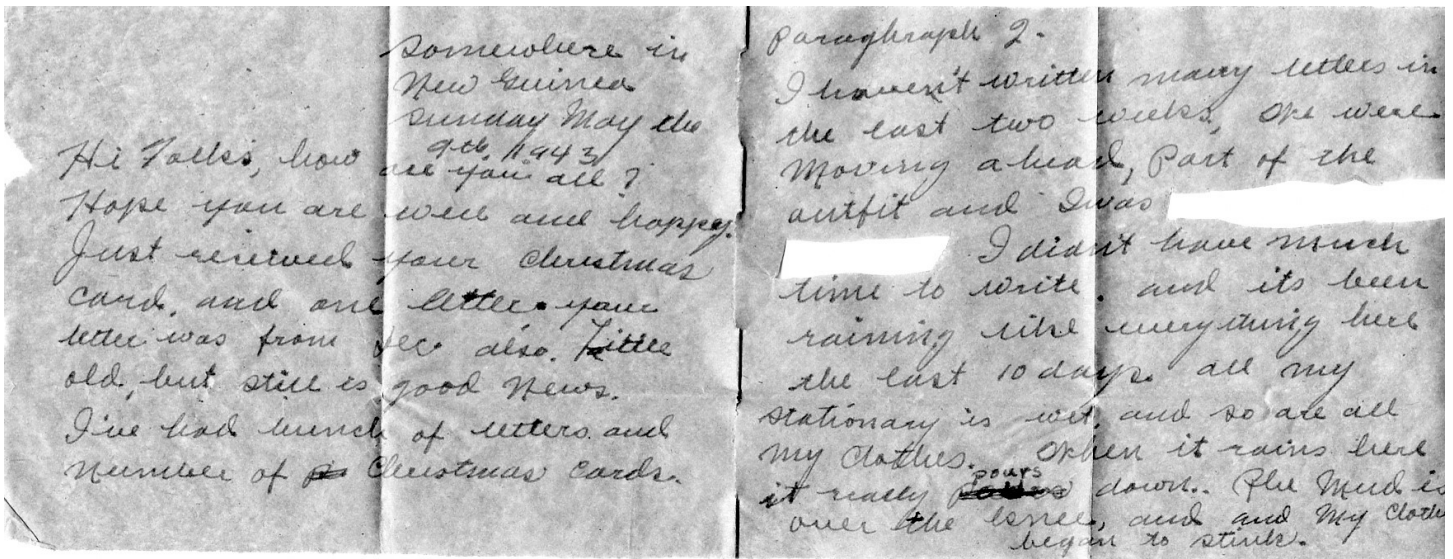 somewhere in
New Guinea
Sunday May the
9th, 1943
Hi Folks, how are you all?
Hope you are well and happy.
Just recieved your Christmas
card, and one letter your
letter was from Dec also. Little
old, but still is good News.
I've had bunch of letters and
Number of Christmas cards.
Paragraph 2.
I haven't written many letters in
the last two weeks, We were
Moving ahead, Part of the
outfit and I was
I didn't have much
time to write. and its been
raining like everything here
the last 10 days. all my
stationary is wet, and so are all
my clothes. When it rains here
it really pours down. The Mud is
over the knee, and and My Clothe
began to stink.